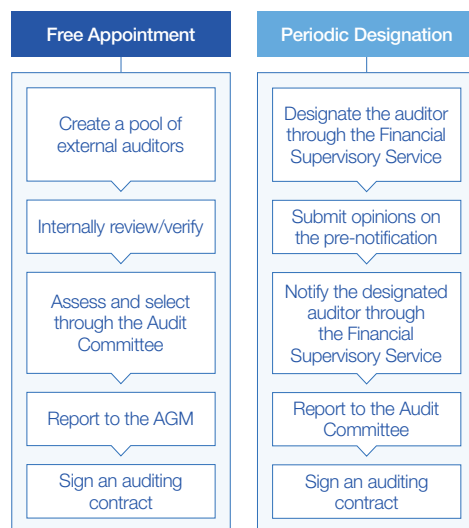 Free Appointment
Create a pool of
external auditors
Internally review/verify
Assess and select
through the Audit
Committee
Report to the AGM
Sign an auditing
contract
Periodic Designation
Designate the auditor
through the Financial
Supervisory Service
Submit opinions on
the pre-notification
Notify the designated
auditor through
the Financial
Supervisory Service
Report to the Audit
Committee
Sign an auditing
contract